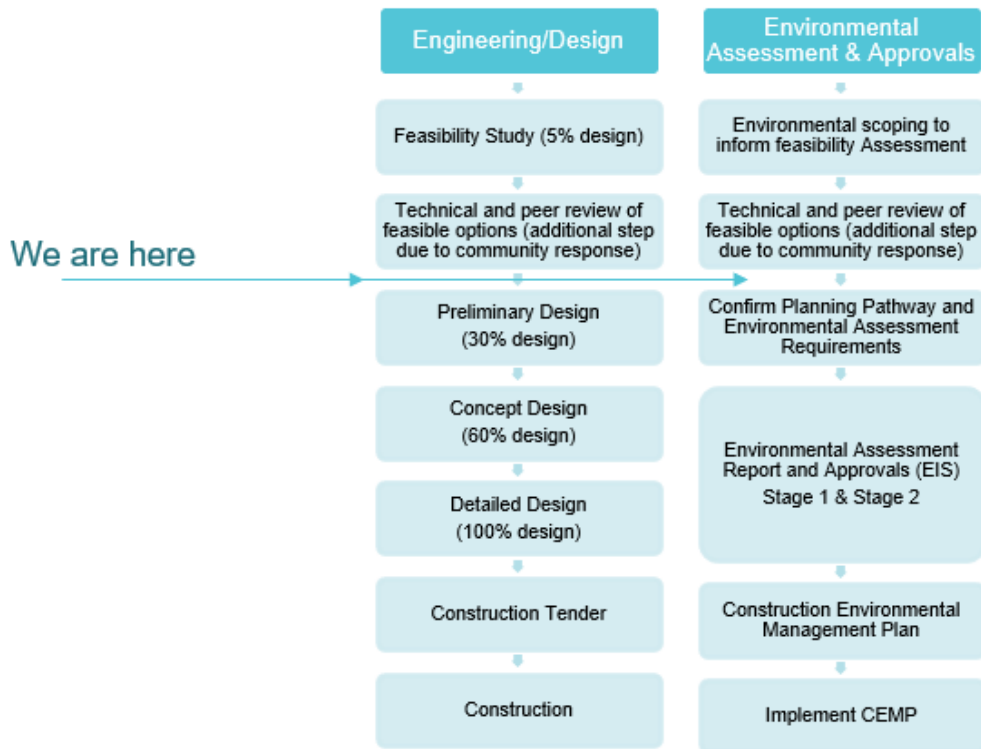 Engineering/Design
Environmental
Assessment & Approvals
Feasibility Study (5% design)
Environmental scoping to
inform feasibility Assessment
Technical and peer review of
feasible options (additional step
due to community response)
Technical and peer review of
feasible options (additional step
due to community response)
We are here
Preliminary Design
(30% design)
Confirm Planning Pathway and
Environmental Assessment
Requirements
Concept Design
(60% design)
Environmental Assessment
Report and Approvals (EIS)
Stage 1 & Stage 2
Detailed Design
(100% design)
Construction Tender
Construction Environmental
Management Plan
Construction
Implement CEMP